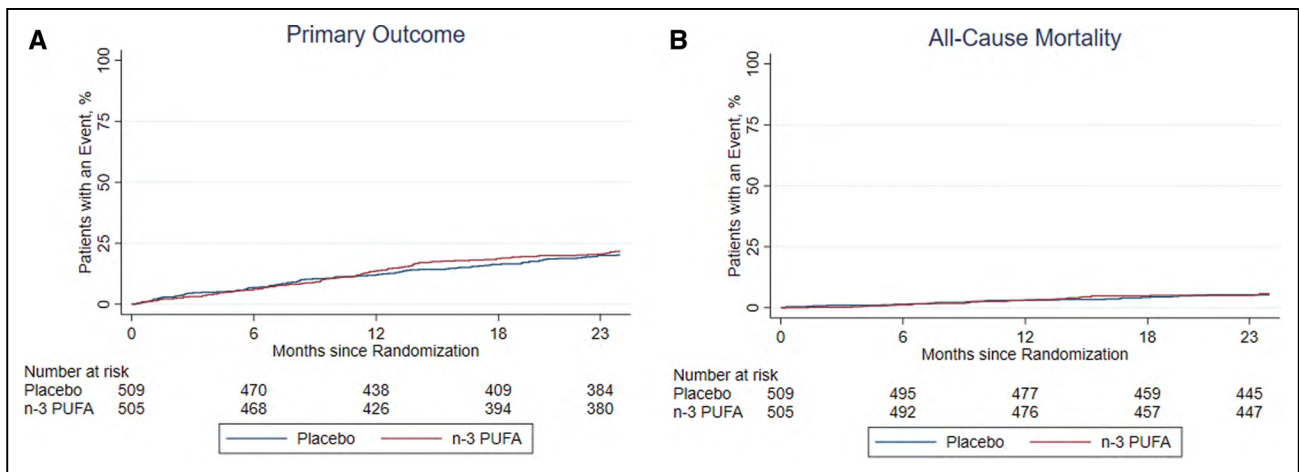 A
Primary Outcome
Patients with an Event, %
100
75
50
25
0
0 6 12 18 23
Months since Randomization
Number at risk
Placebo 509 470 438 409 384
n-3 PUFA 505 468 426 394 380
Placebo n-3 PUFA
B
All-Cause Mortality
Patients with an Event, %
100
75
50
25
0
0 6 12 18 23
Months since Randomization
Number at risk
Placebo 509 495 477 459 445
n-3 PUFA 505 492 476 457 447
Placebo n-3 PUFA